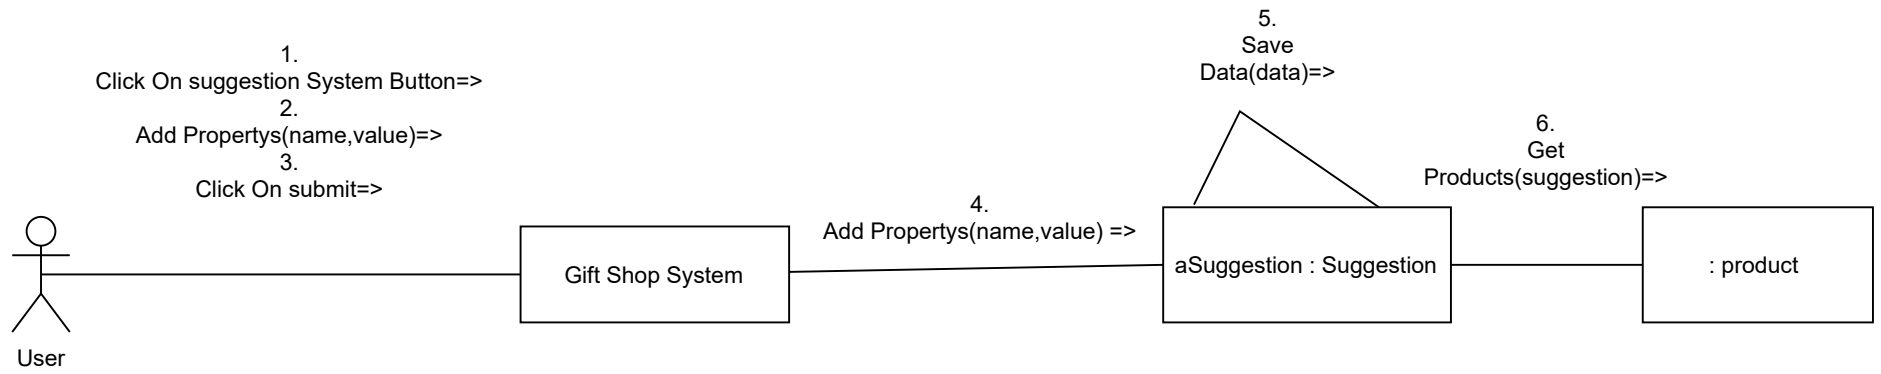 1.
Click On suggestion System Button=>
2.
Add Propertys(name,value)=>
3.
Click On submit=>
User
Gift Shop System
4.
Add Propertys(name,value) =>
5.
Save
Data(data)=>
aSuggestion : Suggestion
6.
Get
Products(suggestion)=>
: product